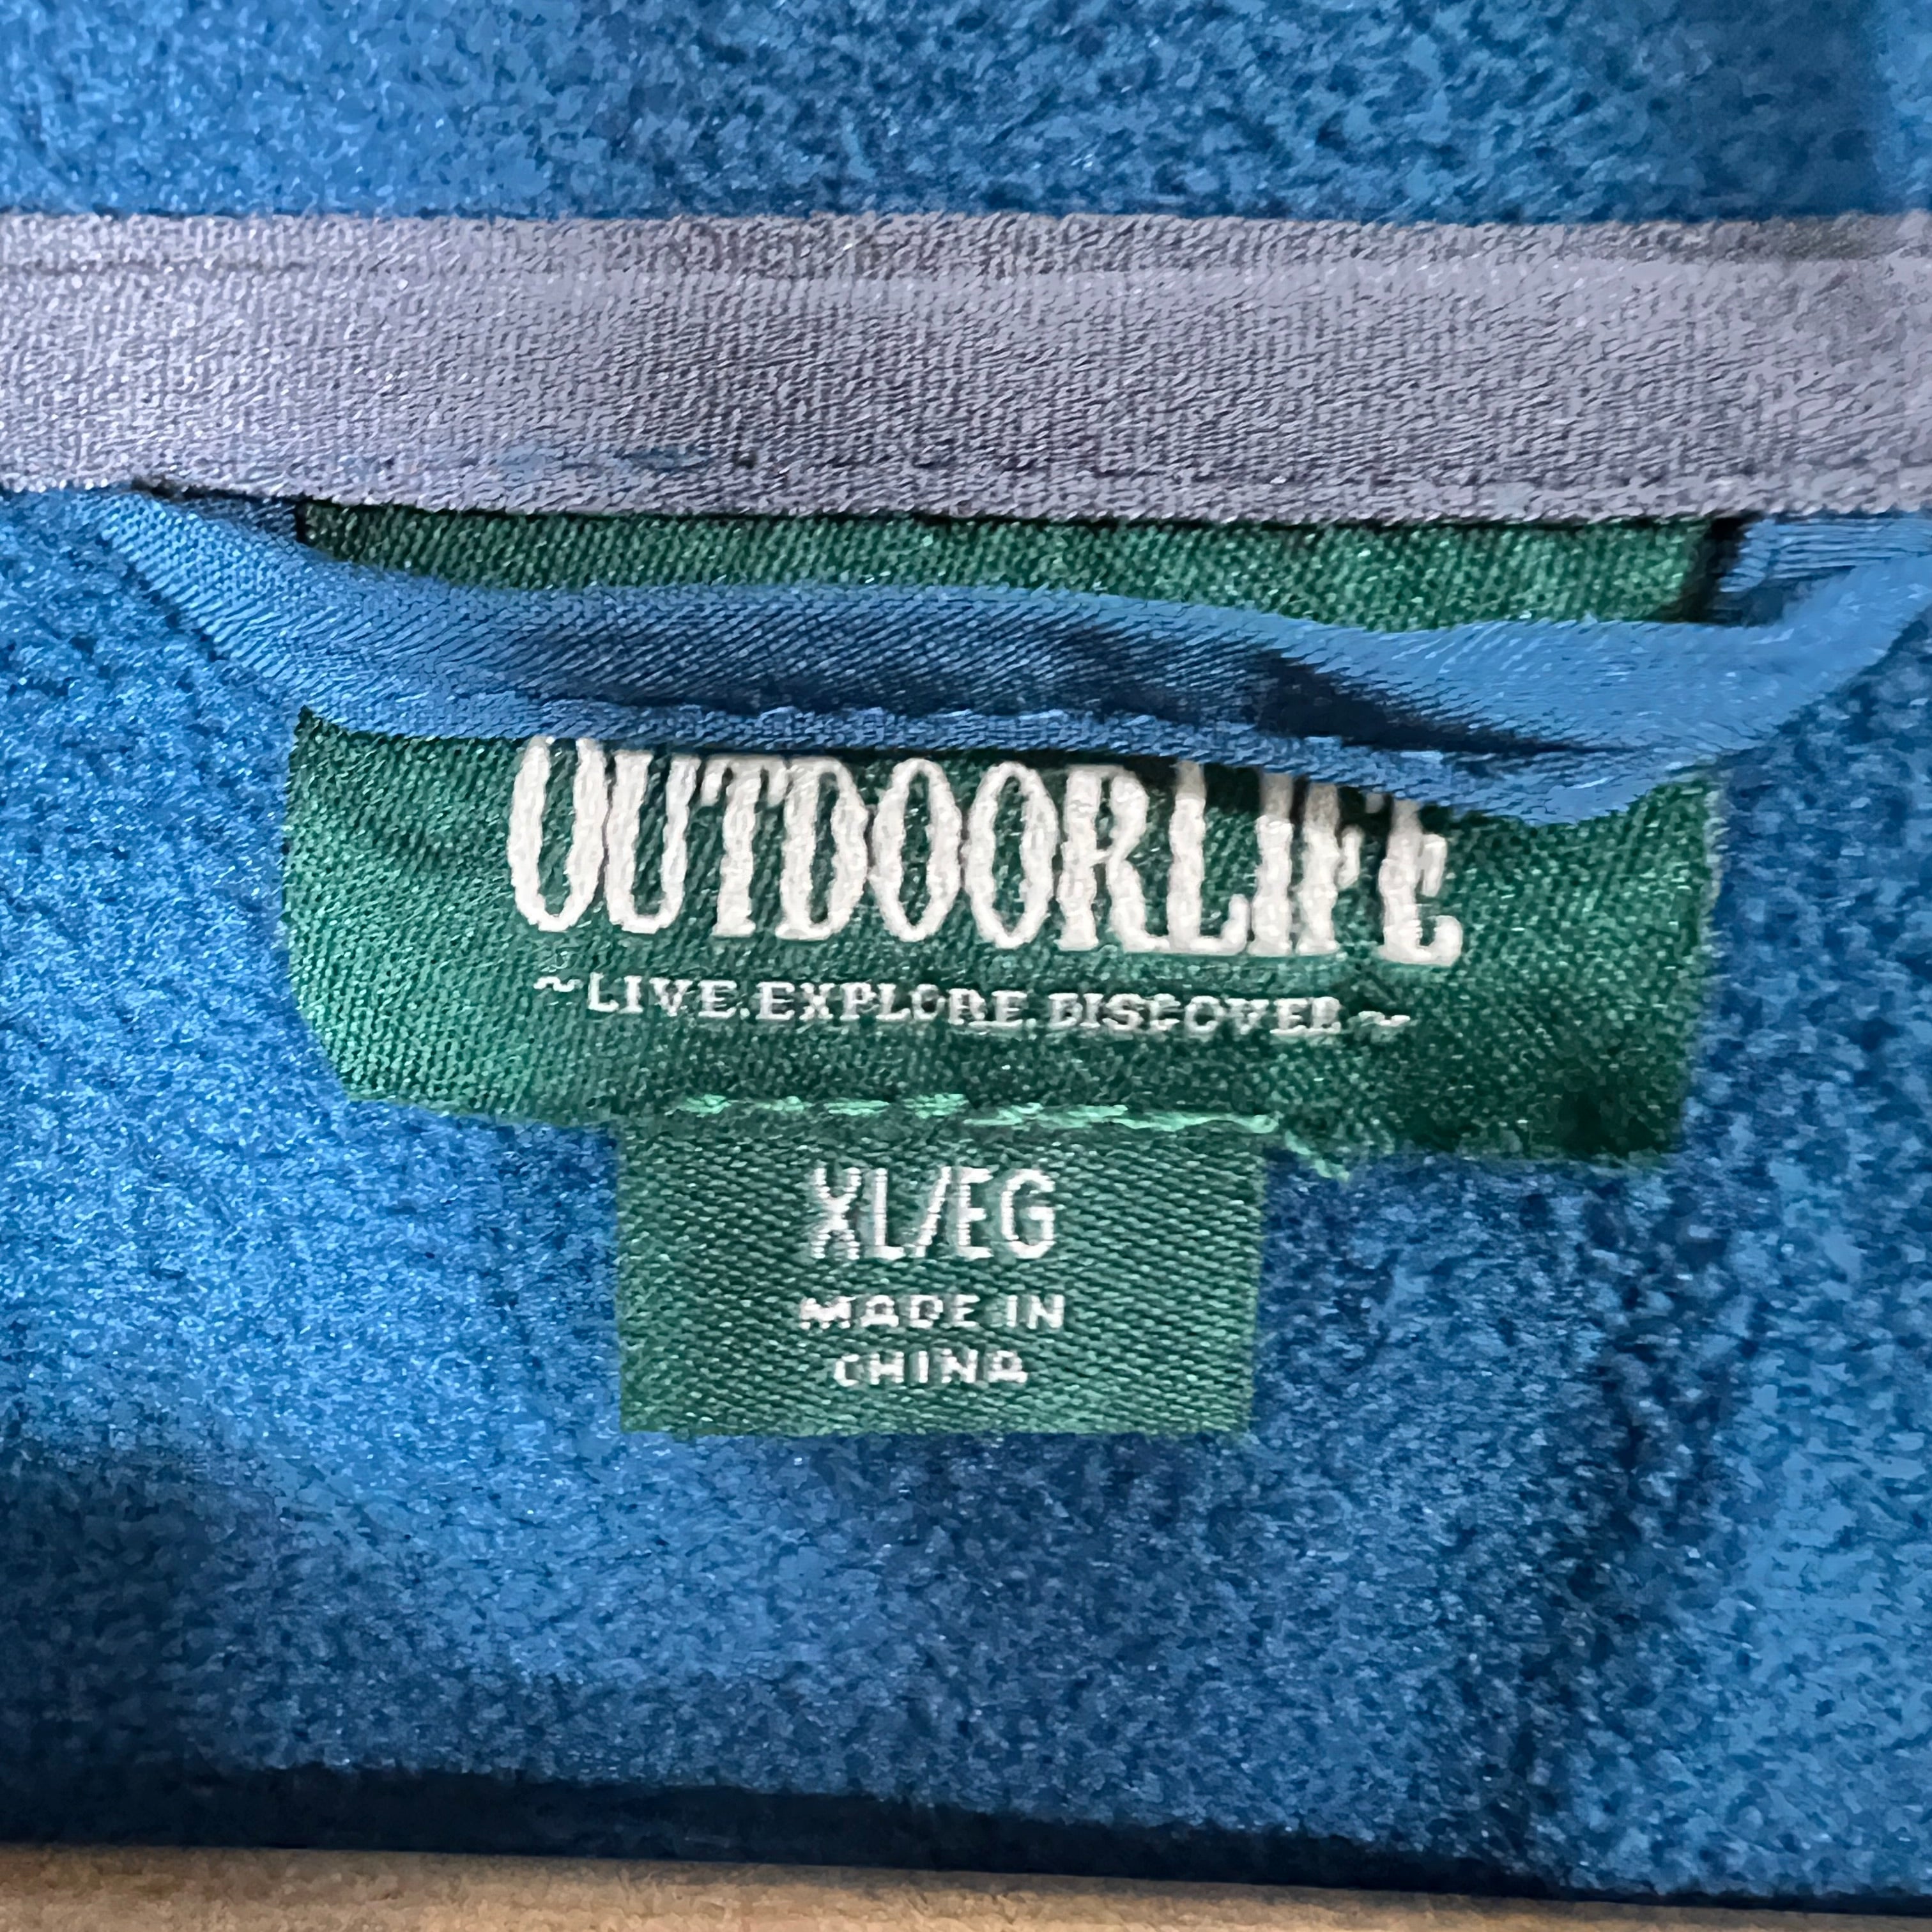 OUTDOORLIFE
~LIVE.EXPLORE.DISCOVER~
XL/EG
MADE IN
CHINA